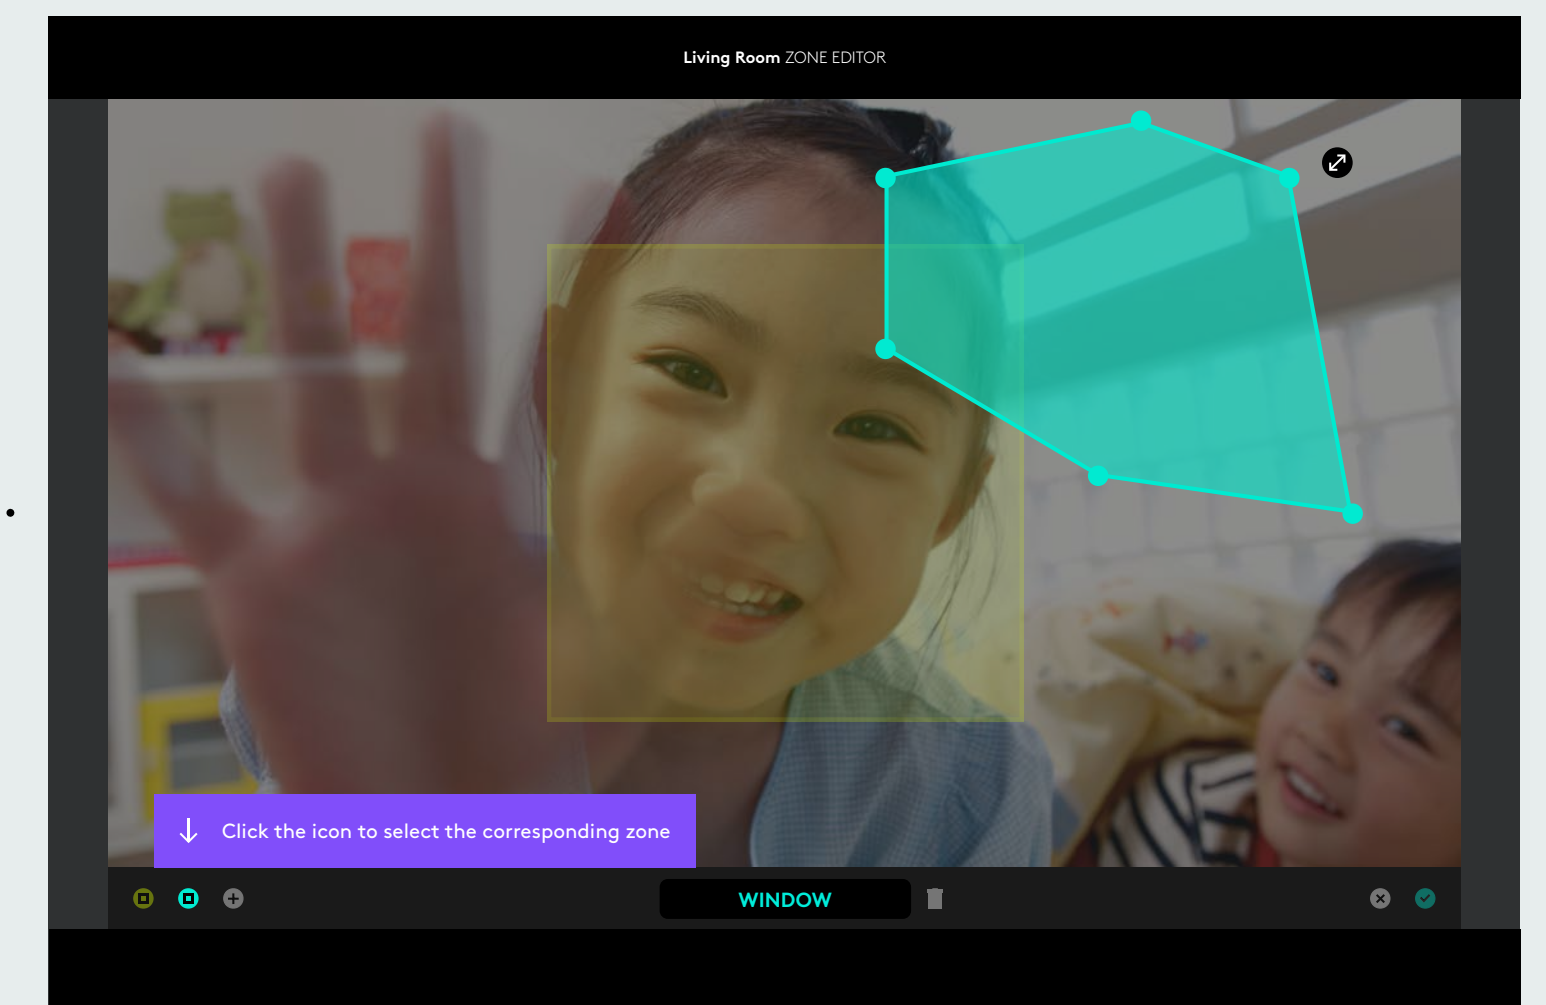 Living Room ZONE EDITOR
Click the icon to select the corresponding zone
WINDOW